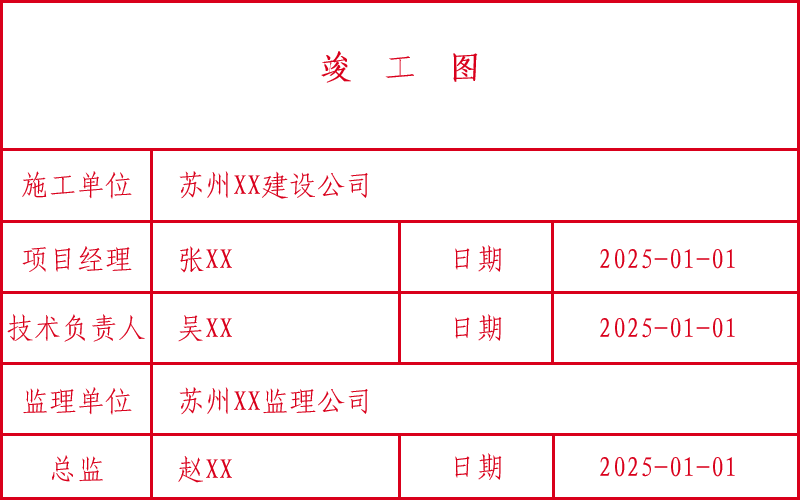 竣 工 图
施工单位 苏州XX建设公司
项目经理 张XX 日期 2025-01-01
技术负责人 吴XX 日期 2025-01-01
监理单位 苏州XX监理公司
总监 赵XX 日期 2025-01-01